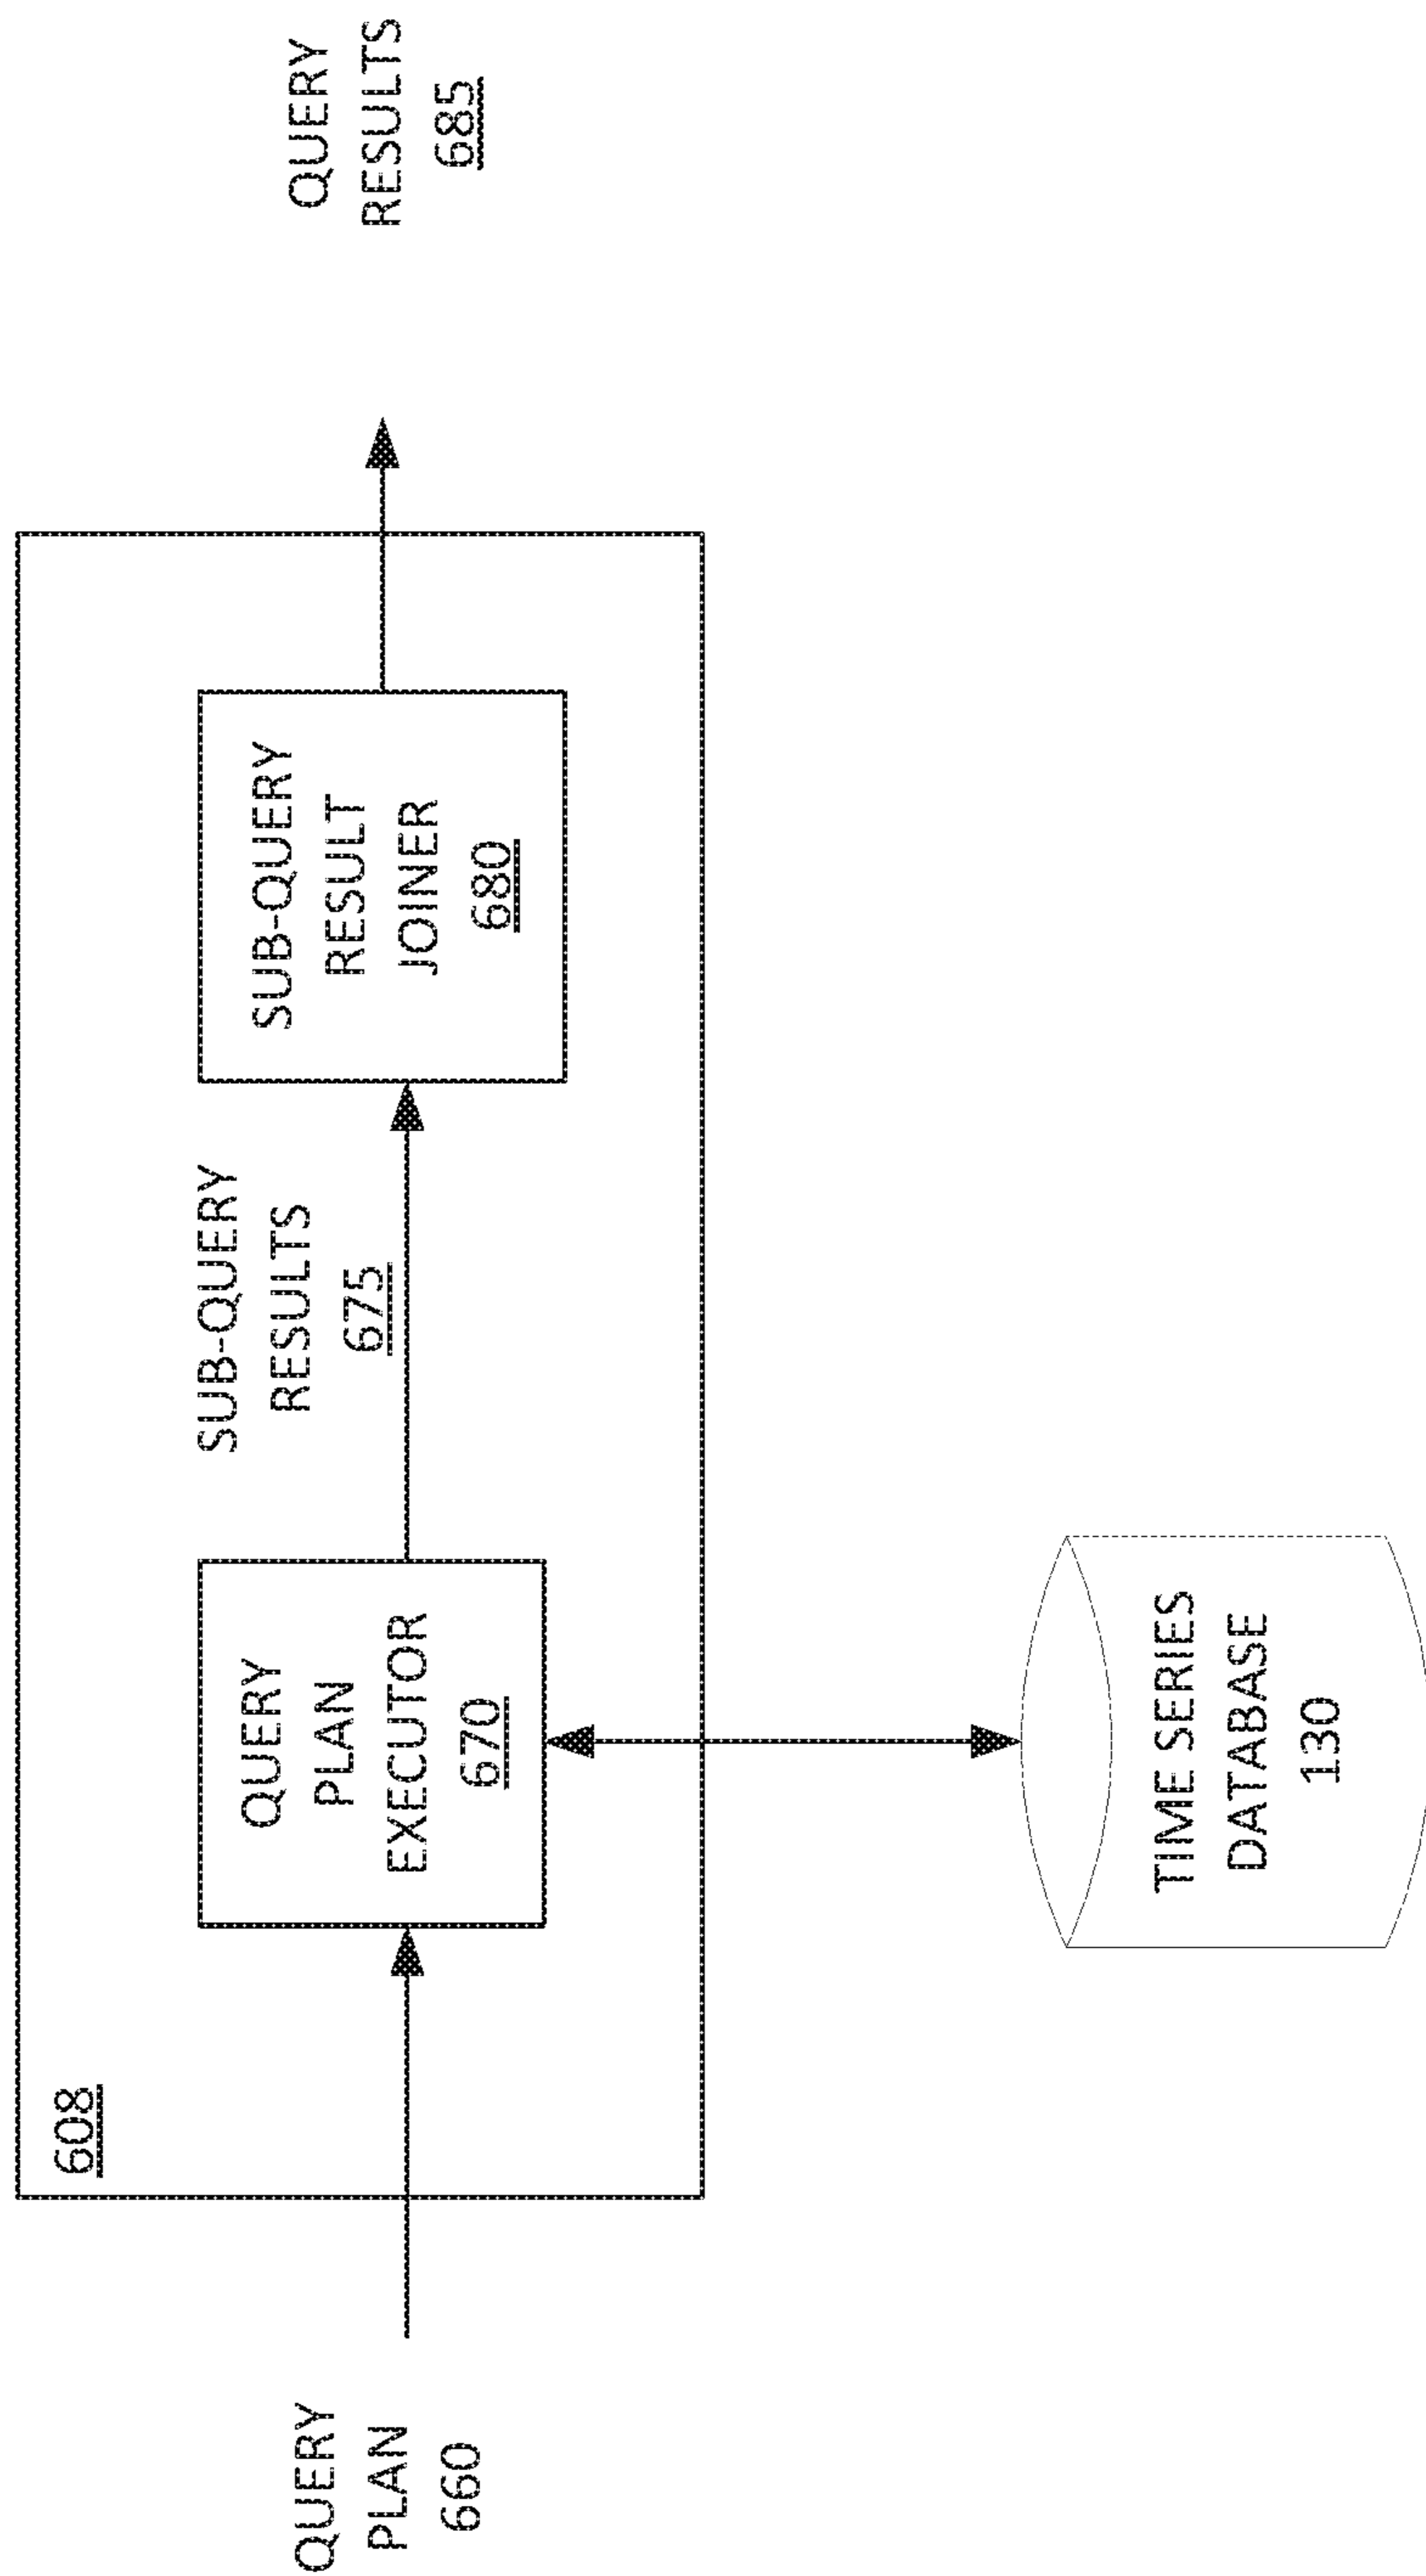 608
QUERY
PLAN
660
QUERY
PLAN
EXECUTOR
670
SUB-QUERY
RESULTS
675
SUB-QUERY
RESULT
JOINER
680
QUERY
RESULTS
685
TIME SERIES
DATABASE
130